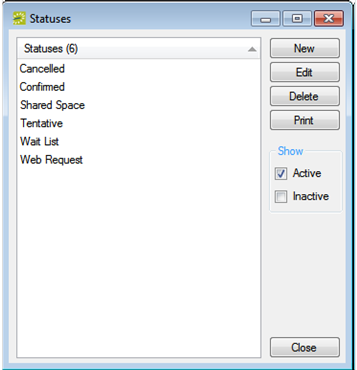 Statuses
Statuses (6)
Cancelled
Confirmed
Shared Space
Tentative
Wait List
Web Request
New
Edit
Delete
Print
Show
Active
Inactive
Close